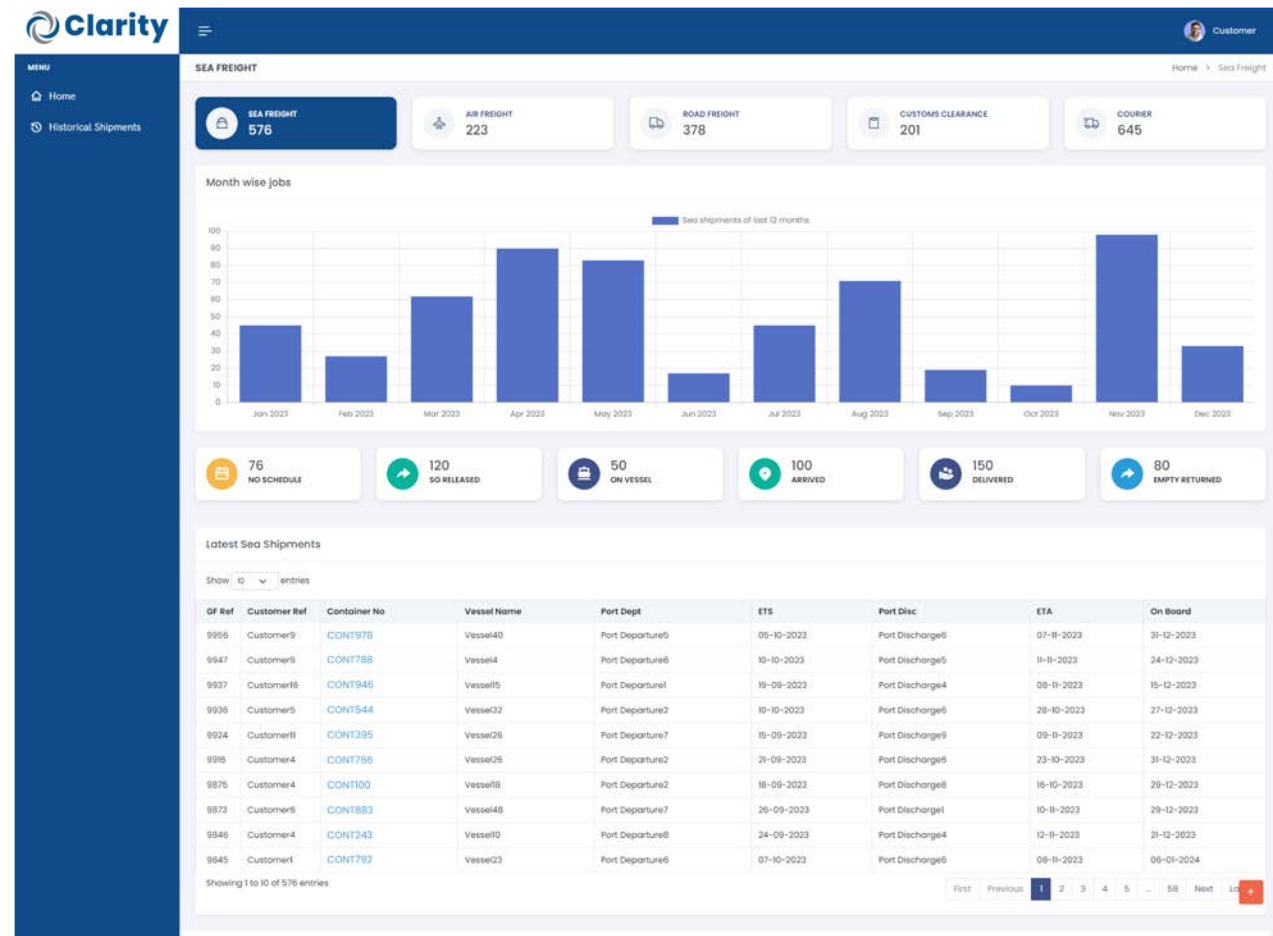 Clarity
Customer
MENU
SEA FREIGHT
Home > Sea Freight
Home
Historical Shipments
SEA FREIGHT
576
AIR FREIGHT
223
ROAD FREIGHT
378
CUSTOMS CLEARANCE
201
COURIER
645
Month wise jobs
Sea shipments of last 12 months
100
90
80
70
60
50
40
30
20
10
0
Jan 2023 Feb 2023 Mar 2023 Apr 2023 May 2023 Jun 2023 Jul 2023 Aug 2023 Sep 2023 Oct 2023 Nov 2023 Dec 2023
76
NO SCHEDULE
120
SO RELEASED
50
ON VESSEL
100
ARRIVED
150
DELIVERED
80
EMPTY RETURNED
Latest Sea Shipments
Show 10 entries
GF Ref Customer Ref Container No Vessel Name Port Dept ETS Port Disc ETA On Board
9956 Customer9 CONT978 Vessel40 Port Departure5 05-10-2023 Port Discharge6 07-11-2023 31-12-2023
9947 CONT788 Vessel4 Port Departure6 10-10-2023 Port Discharge5 11-11-2023 24-12-2023
9937 Customer16 CONT946 Vessel15 Port Departure1 19-09-2023 Port Discharge4 08-11-2023 15-12-2023
9936 Customer5 CONT544 Vessel32 Port Departure2 10-10-2023 28-10-2023 27-12-2023
9924 Customer11 CONT395 Vessel26 Port Departure7 15-09-2023 Port Discharge9 09-11-2023 22-12-2023
9916 Customer4 CONT766 Vessel26 Port Departure2 21-09-2023 23-10-2023 31-12-2023
9875 Customer4 CONT100 Vessel18 Port Departure2 18-09-2023 Port Discharge8 16-10-2023 29-12-2023
9873 CONT883 Vessel48 Port Departure7 26-09-2023 Port Discharge1 10-11-2023 29-12-2023
9846 Customer4 CONT243 Vessel10 Port Departure8 24-09-2023 Port Discharge4 12-11-2023 21-12-2023
9845 Customer1 CONT792 Vessel23 Port Departure6 07-10-2023 08-11-2023 06-01-2024
Showing 1 to 10 of 576 entries
First Previous 1 2 3 4 5 ... 58 Next